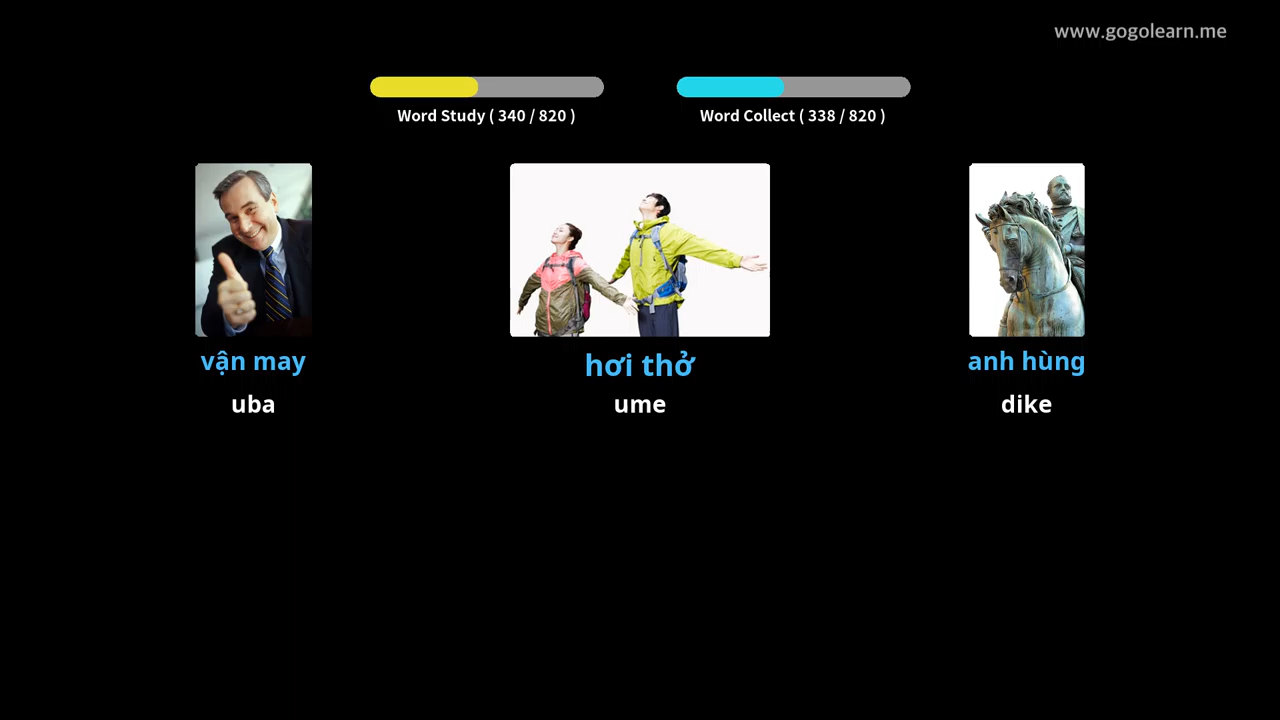 www.gogolearn.me
Word Study ( 340 / 820 )
Word Collect ( 338 / 820 )
vận may
hơi thở
anh hùng
uba
ume
dike